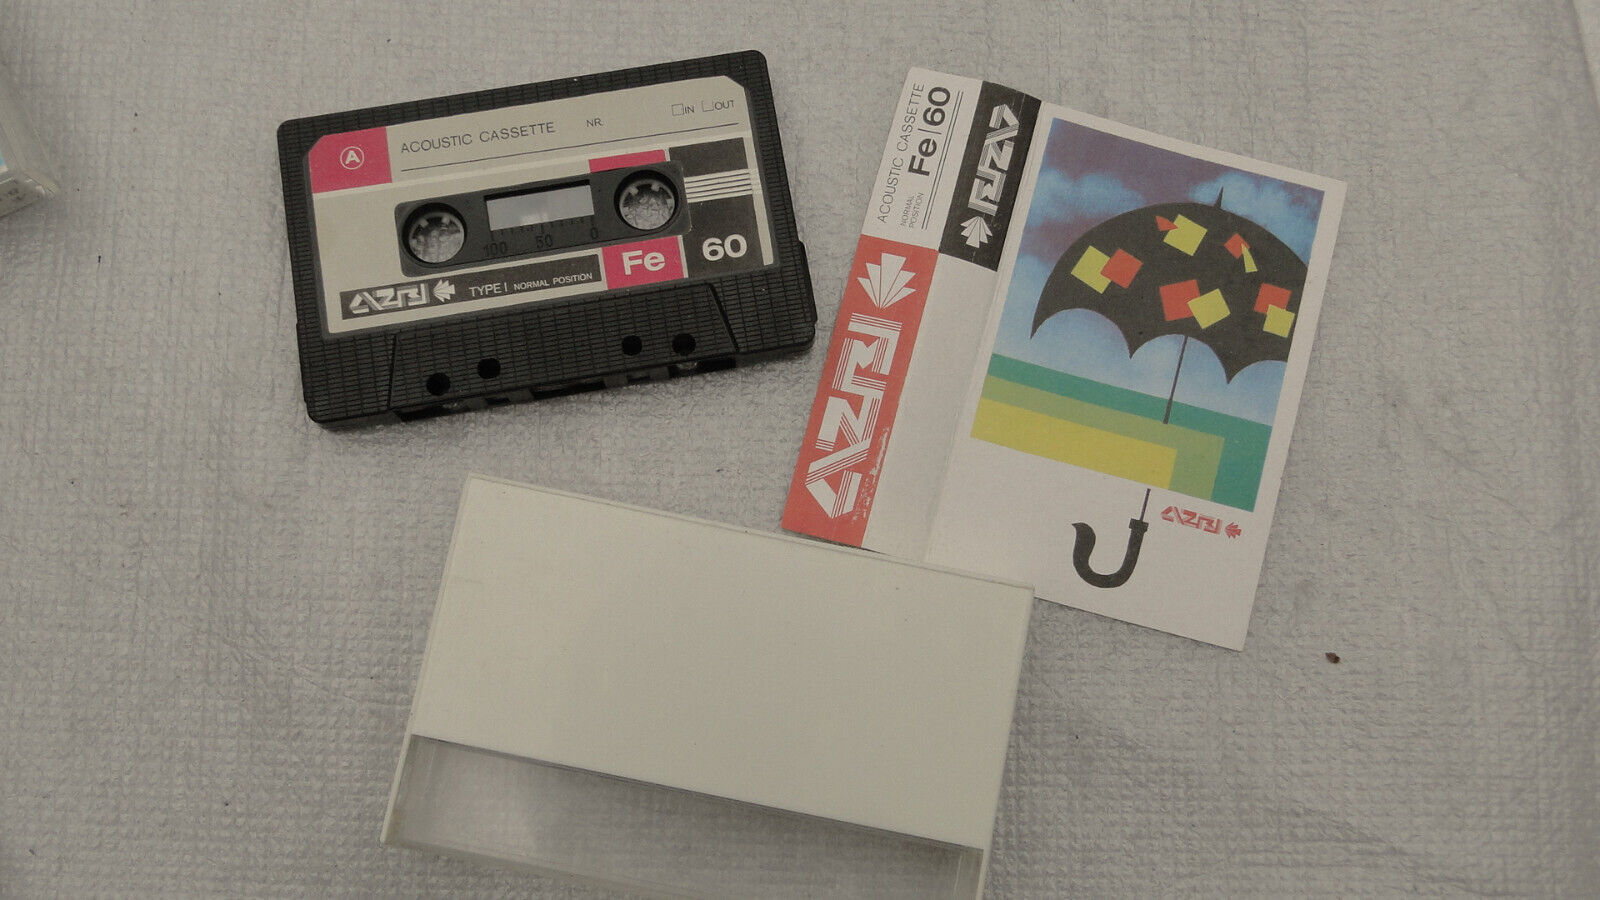 A
ACOUSTIC CASSETTE
NR.
IN OUT
100 50 0
TYPE I NORMAL POSITION
Fe
60
ACOUSTIC CASSETTE
NORMAL
POSITION
Fe|60